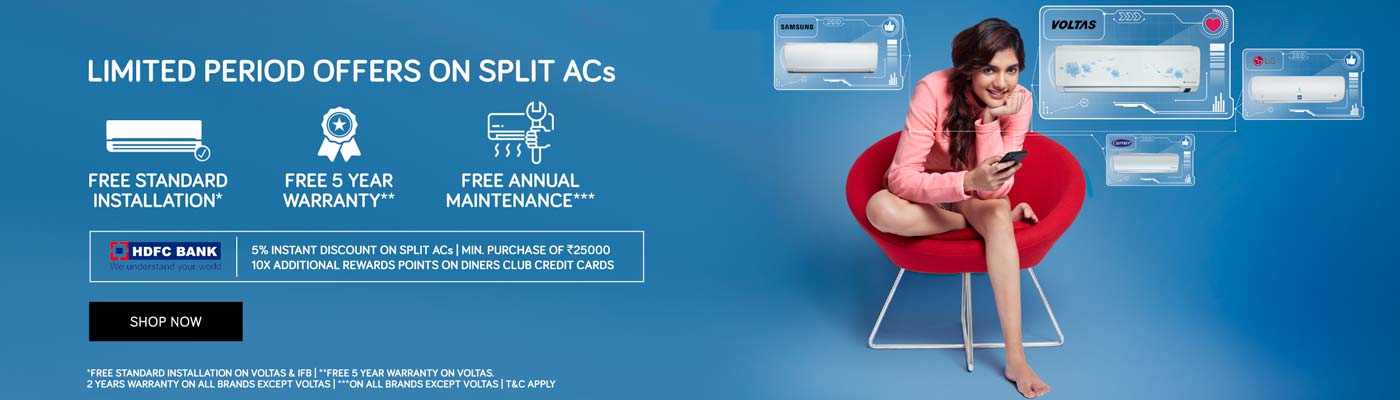 LIMITED PERIOD OFFERS ON SPLIT ACs
FREE STANDARD
INSTALLATION*
FREE 5 YEAR
WARRANTY**
FREE ANNUAL
MAINTENANCE***
HDFC BANK
We understand your world
5% INSTANT DISCOUNT ON SPLIT ACs | MIN. PURCHASE OF ₹25000
10X ADDITIONAL REWARDS POINTS ON DINERS CLUB CREDIT CARDS
SHOP NOW
*FREE STANDARD INSTALLATION ON VOLTAS & IFB | **FREE 5 YEAR WARRANTY ON VOLTAS.
2 YEARS WARRANTY ON ALL BRANDS EXCEPT VOLTAS | ***ON ALL BRANDS EXCEPT VOLTAS | T&C APPLY
SAMSUNG
VOLTAS
LG
Carrier